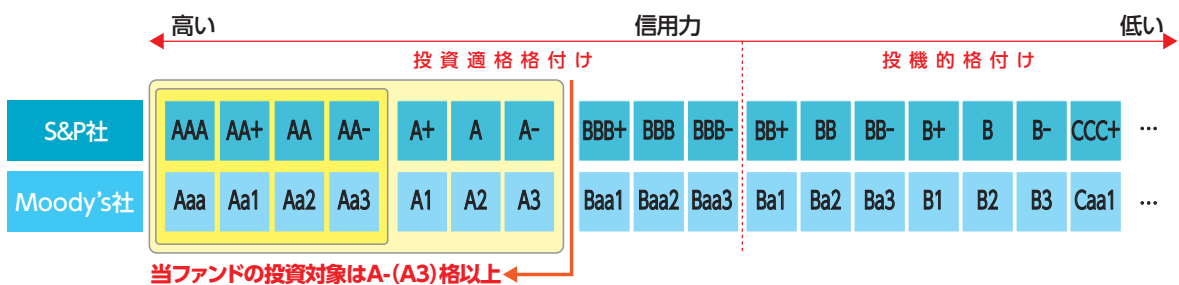 高い 信用力 低い
投資適格格付け 投機的格付け
S&P社 AAA AA+ AA AA- A+ A A- BBB+ BBB BBB- BB+ BB BB- B+ B B- CCC+ …
Moody's社 Aaa Aa1 Aa2 Aa3 A1 A2 A3 Baa1 Baa2 Baa3 Ba1 Ba2 Ba3 B1 B2 B3 Caa1 …
当ファンドの投資対象はA-(A3)格以上